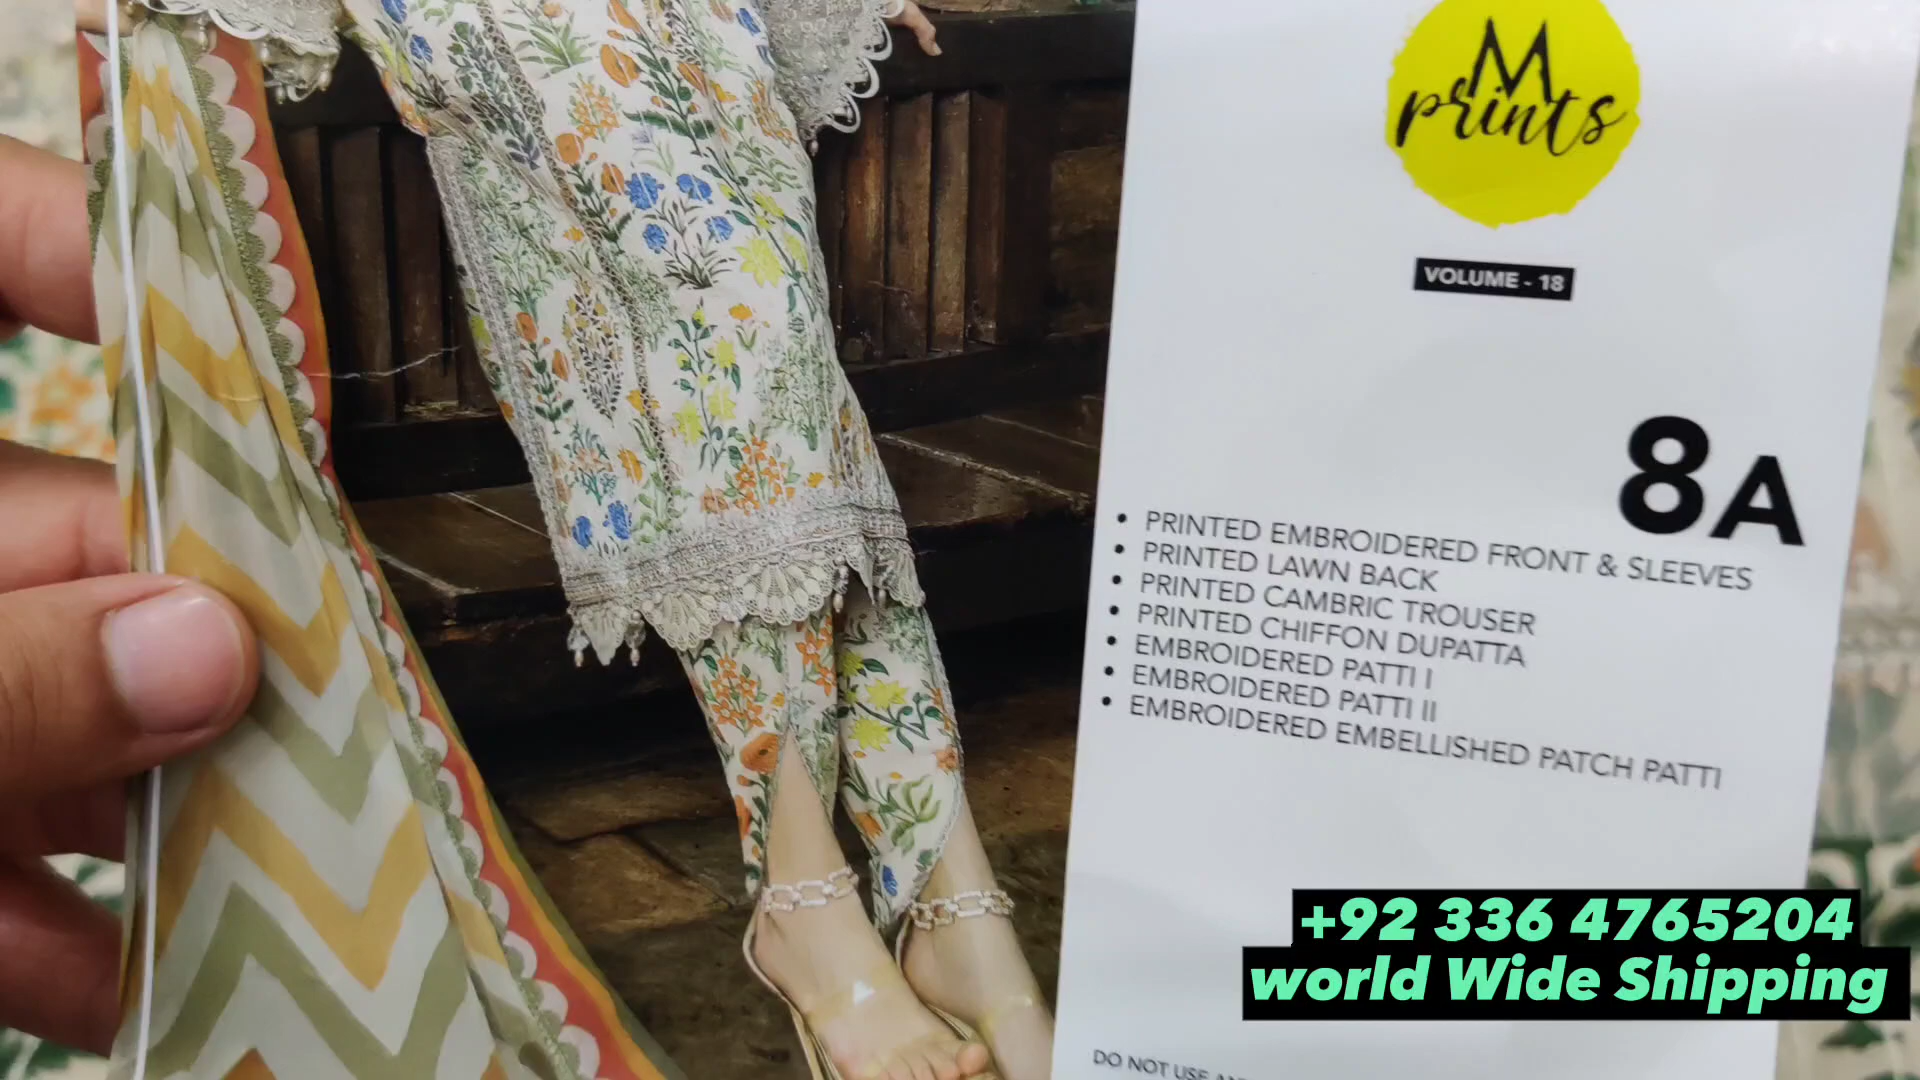 M
prints
VOLUME - 18
8A
• PRINTED EMBROIDERED FRONT & SLEEVES
• PRINTED LAWN BACK
• PRINTED CAMBRIC TROUSER
• PRINTED CHIFFON DUPATTA
• EMBROIDERED PATTI I
• EMBROIDERED PATTI II
• EMBROIDERED EMBELLISHED PATCH PATTI
+92 336 4765204
world Wide Shipping
DO NOT USE